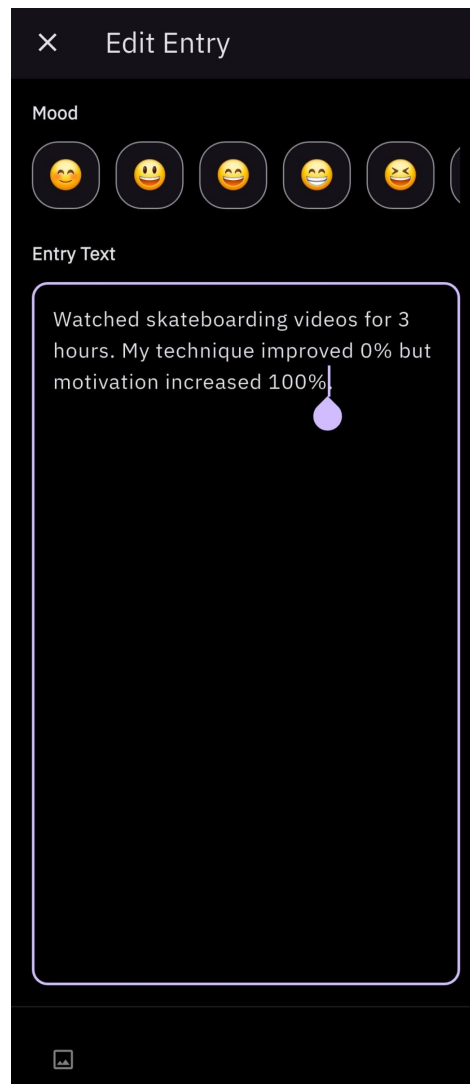 Edit Entry
Mood
Entry Text
Watched skateboarding videos for 3
hours. My technique improved 0% but
motivation increased 100%.